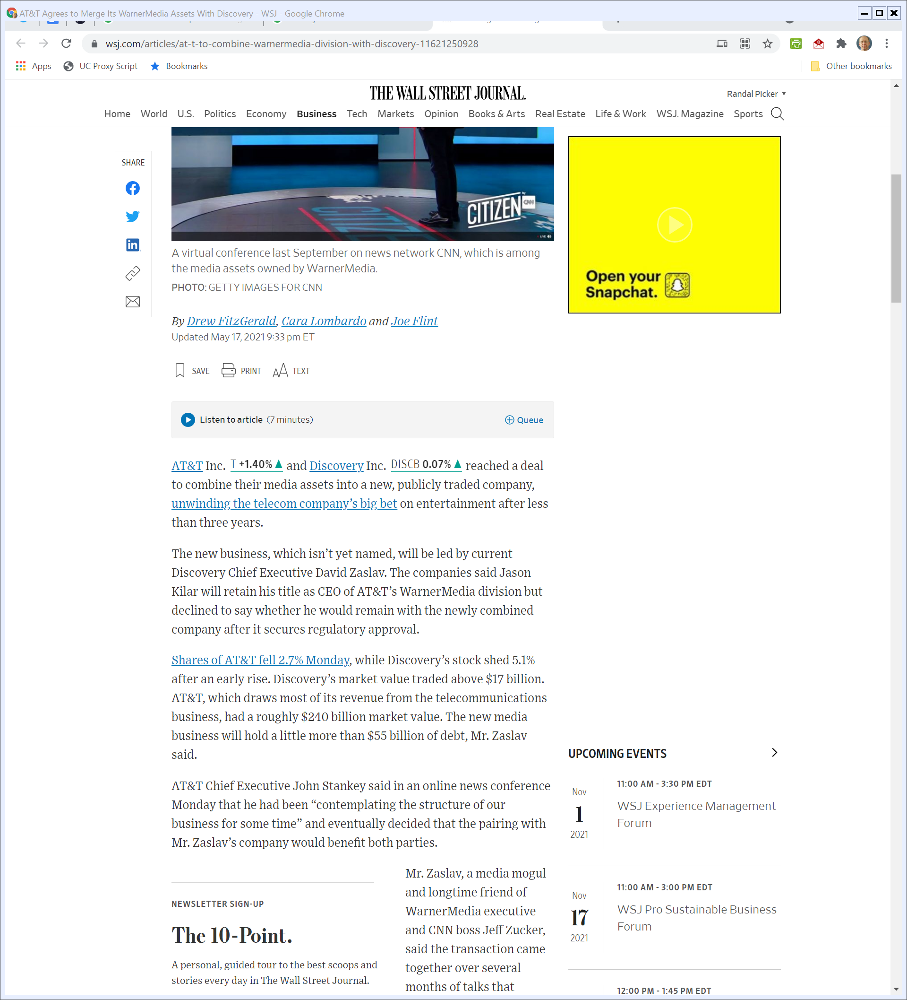 AT&T Agrees to Merge Its WarnerMedia Assets With Discovery - WSJ - Google Chrome
wsj.com/articles/at-t-to-combine-warnermedia-division-with-discovery-11621250928
Apps UC Proxy Script Bookmarks Other bookmarks
THE WALL STREET JOURNAL.
Randal Picker
Home World U.S. Politics Economy Business Tech Markets Opinion Books & Arts Real Estate Life & Work WSJ. Magazine Sports
SHARE
CITIZEN by CNN
LIVE
A virtual conference last September on news network CNN, which is among
the media assets owned by WarnerMedia.
PHOTO: GETTY IMAGES FOR CNN
Open your
Snapchat.
By Drew FitzGerald, Cara Lombardo and Joe Flint
Updated May 17, 2021 9:33 pm ET
SAVE PRINT AA TEXT
Listen to article (7 minutes) Queue
AT&T Inc. T +1.40% ▲ and Discovery Inc. DISCB 0.07% ▲ reached a deal
to combine their media assets into a new, publicly traded company,
unwinding the telecom company’s big bet on entertainment after less
than three years.
The new business, which isn’t yet named, will be led by current
Discovery Chief Executive David Zaslav. The companies said Jason
Kilar will retain his title as CEO of AT&T’s WarnerMedia division but
declined to say whether he would remain with the newly combined
company after it secures regulatory approval.
Shares of AT&T fell 2.7% Monday, while Discovery’s stock shed 5.1%
after an early rise. Discovery’s market value traded above $17 billion.
AT&T, which draws most of its revenue from the telecommunications
business, had a roughly $240 billion market value. The new media
business will hold a little more than $55 billion of debt, Mr. Zaslav
said.
AT&T Chief Executive John Stankey said in an online news conference
Monday that he had been “contemplating the structure of our
business for some time” and eventually decided that the pairing with
Mr. Zaslav’s company would benefit both parties.
Mr. Zaslav, a media mogul
and longtime friend of
WarnerMedia executive
and CNN boss Jeff Zucker,
said the transaction came
together over several
months of talks that
NEWSLETTER SIGN-UP
The 10-Point.
A personal, guided tour to the best scoops and
stories every day in The Wall Street Journal.
UPCOMING EVENTS
Nov
1
2021
11:00 AM - 3:30 PM EDT
WSJ Experience Management
Forum
Nov
17
2021
11:00 AM - 3:00 PM EDT
WSJ Pro Sustainable Business
Forum
12:00 PM - 1:45 PM EDT